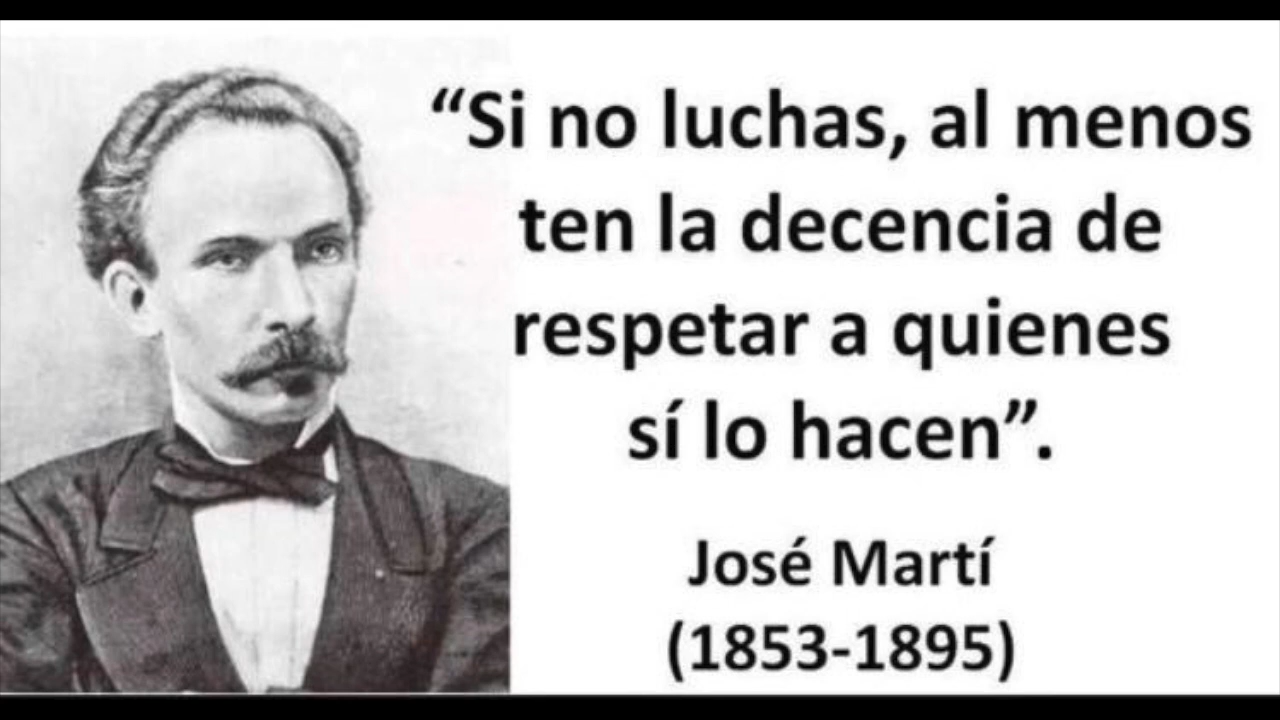 “Si no luchas, al menos
ten la decencia de
respetar a quienes
sí lo hacen”.
José Martí
(1853-1895)